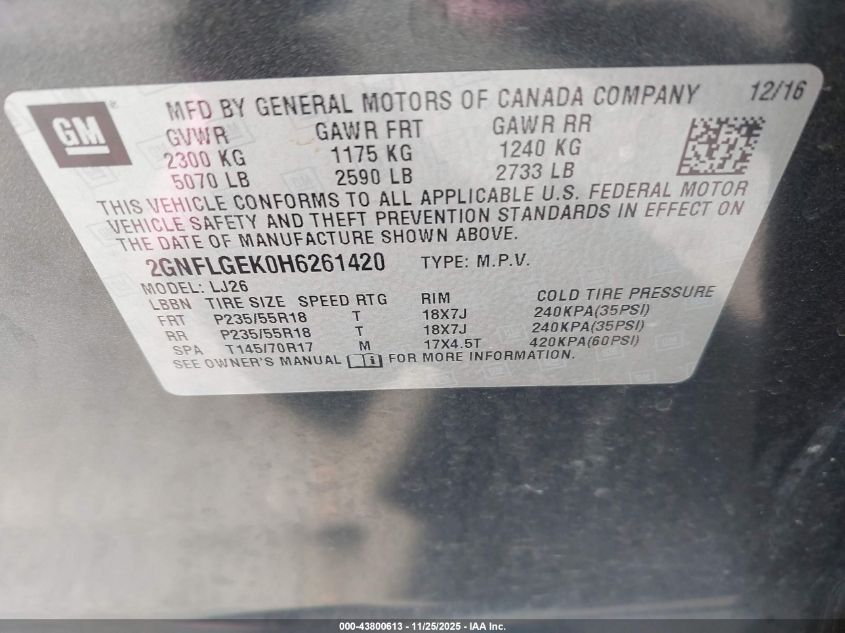 GM ® MFD BY GENERAL MOTORS OF CANADA COMPANY 12/16
GVWR GAWR FRT GAWR RR
2300 KG 1175 KG 1240 KG
5070 LB 2590 LB 2733 LB
THIS VEHICLE CONFORMS TO ALL APPLICABLE U.S. FEDERAL MOTOR
VEHICLE SAFETY AND THEFT PREVENTION STANDARDS IN EFFECT ON
THE DATE OF MANUFACTURE SHOWN ABOVE.
2GNFLGEK0H6261420 TYPE: M.P.V.
MODEL: LJ26
LBBN TIRE SIZE SPEED RTG RIM COLD TIRE PRESSURE
FRT P235/55R18 T 18X7J 240KPA(35PSI)
RR P235/55R18 T 18X7J 240KPA(35PSI)
SPA T145/70R17 M 17X4.5T 420KPA(60PSI)
SEE OWNER'S MANUAL i FOR MORE INFORMATION.
000-43800613 - 11/25/2025 - IAA Inc.